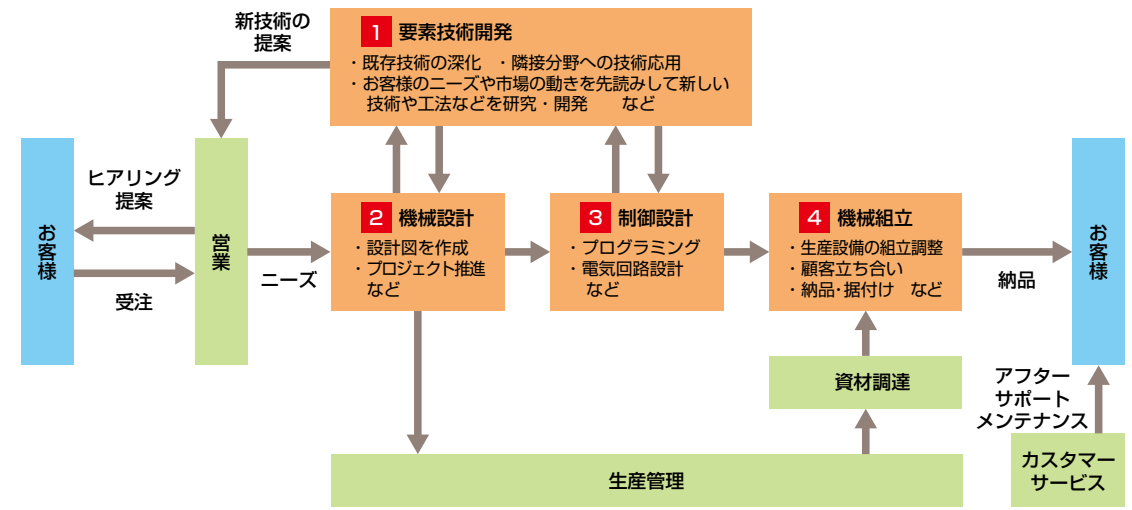 新技術の
提案
1 要素技術開発
・既存技術の深化 ・隣接分野への技術応用
・お客様のニーズや市場の動きを先読みして新しい
技術や工法などを研究・開発 など
お客様
ヒアリング
提案
受注
営業
ニーズ
2 機械設計
・設計図を作成
・プロジェクト推進
など
3 制御設計
・プログラミング
・電気回路設計
など
4 機械組立
・生産設備の組立調整
・顧客立ち合い
・納品・据付け など
納品
お客様
資材調達
生産管理
アフター
サポート
メンテナンス
カスタマー
サービス